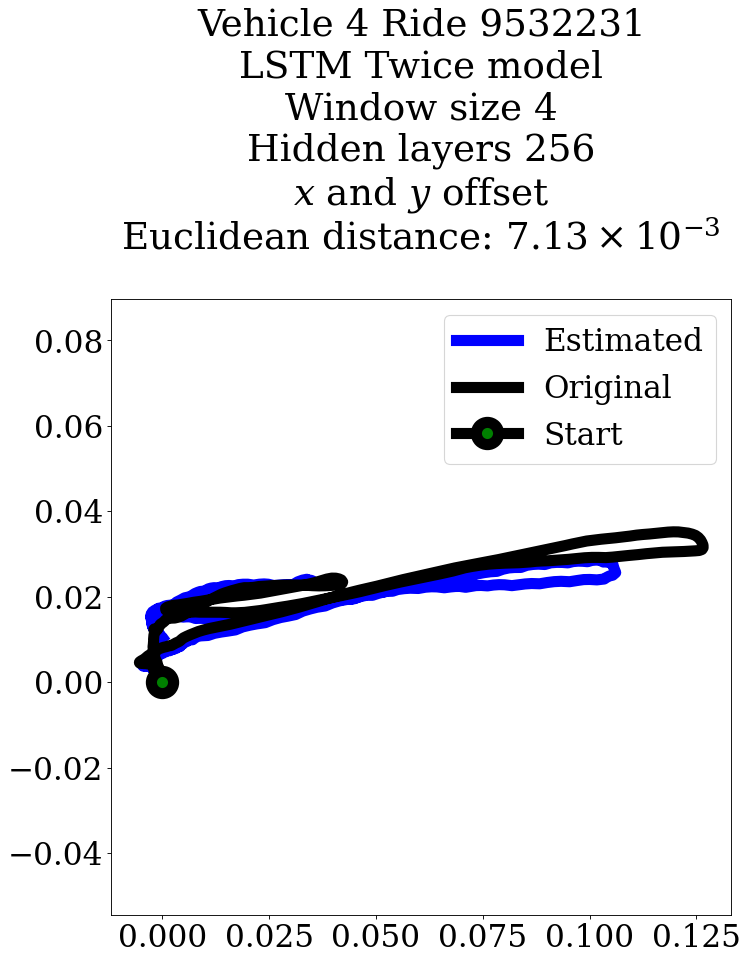 Vehicle 4 Ride 9532231
LSTM Twice model
Window size 4
Hidden layers 256
x and y offset
Euclidean distance: 7.13 × 10⁻³
Estimated
Original
Start
0.08
0.06
0.04
0.02
0.00
−0.02
−0.04
0.000 0.025 0.050 0.075 0.100 0.125